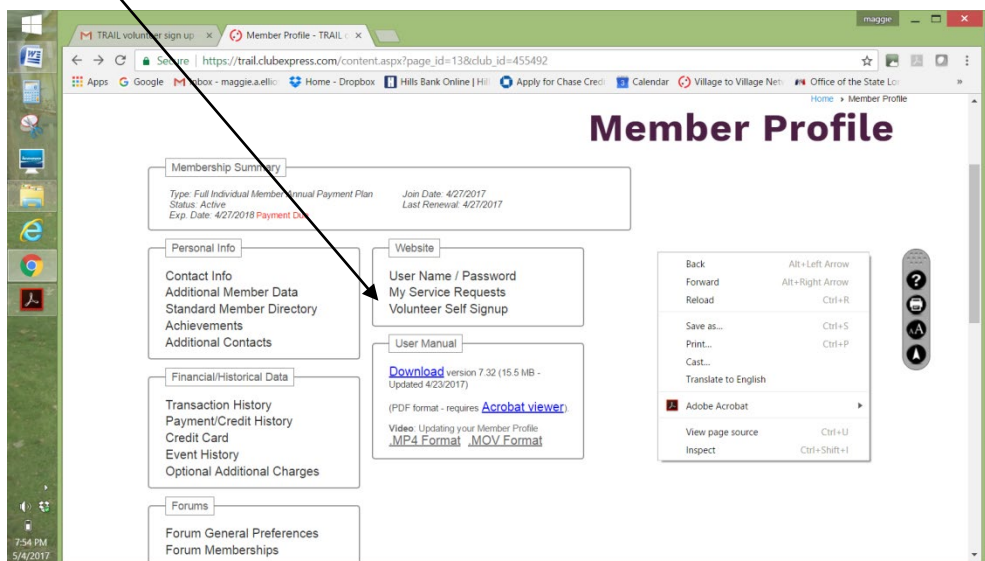 maggie
TRAIL volunteer sign up
Member Profile - TRAIL
Secure | https://trail.clubexpress.com/content.aspx?page_id=13&club_id=455492
Apps Google Inbox - maggie.a.ellio Home - Dropbox Hills Bank Online | Hil Apply for Chase Cred Calendar Village to Village Net Office of the State Lo »
Home Member Profile
Member Profile
Membership Summary
Type: Full Individual Member Annual Payment Plan Join Date: 4/27/2017
Status: Active Last Renewal: 4/27/2017
Exp. Date: 4/27/2018 Payment Due
Personal Info
Contact Info
Additional Member Data
Standard Member Directory
Achievements
Additional Contacts
Website
User Name / Password
My Service Requests
Volunteer Self Signup
User Manual
Download version 7.32 (15.5 MB -
Updated 4/23/2017)
(PDF format - requires Acrobat viewer).
Video: Updating your Member Profile
.MP4 Format .MOV Format
Financial/Historical Data
Transaction History
Payment/Credit History
Credit Card
Event History
Optional Additional Charges
Forums
Forum General Preferences
Forum Memberships
Back Alt+Left Arrow
Forward Alt+Right Arrow
Reload Ctrl+R
Save as... Ctrl+S
Print... Ctrl+P
Cast...
Translate to English
Adobe Acrobat
View page source Ctrl+U
Inspect Ctrl+Shift+I
7:54 PM
5/4/2017